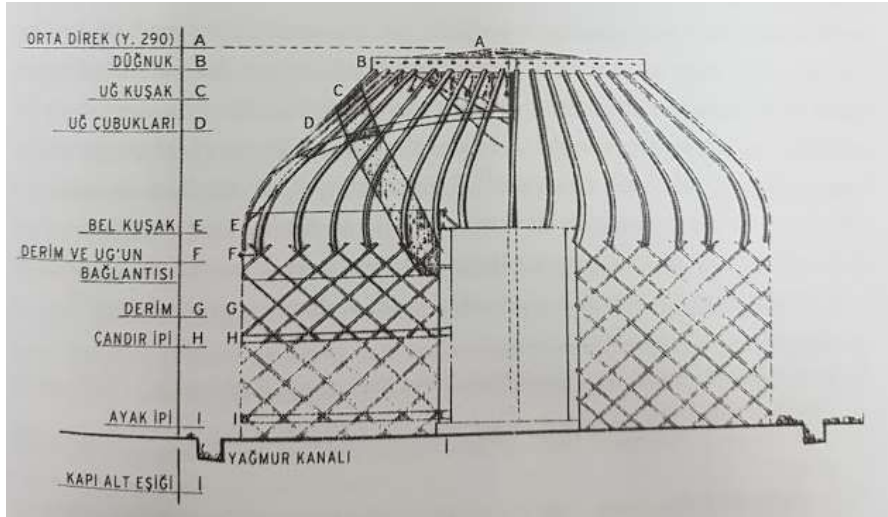 ORTA DİREK (Y. 290) A
DÜĞNUK B
UĞ KUŞAK C
UĞ ÇUBUKLARI D
BEL KUŞAK E
DERİM VE UG'UN F
BAĞLANTISI
DERİM G
ÇANDIR İPİ H
AYAK İPİ I
KAPI ALT EŞİĞİ I
A
B
C
D
E
F
G
H
I
YAĞMUR KANALI
I